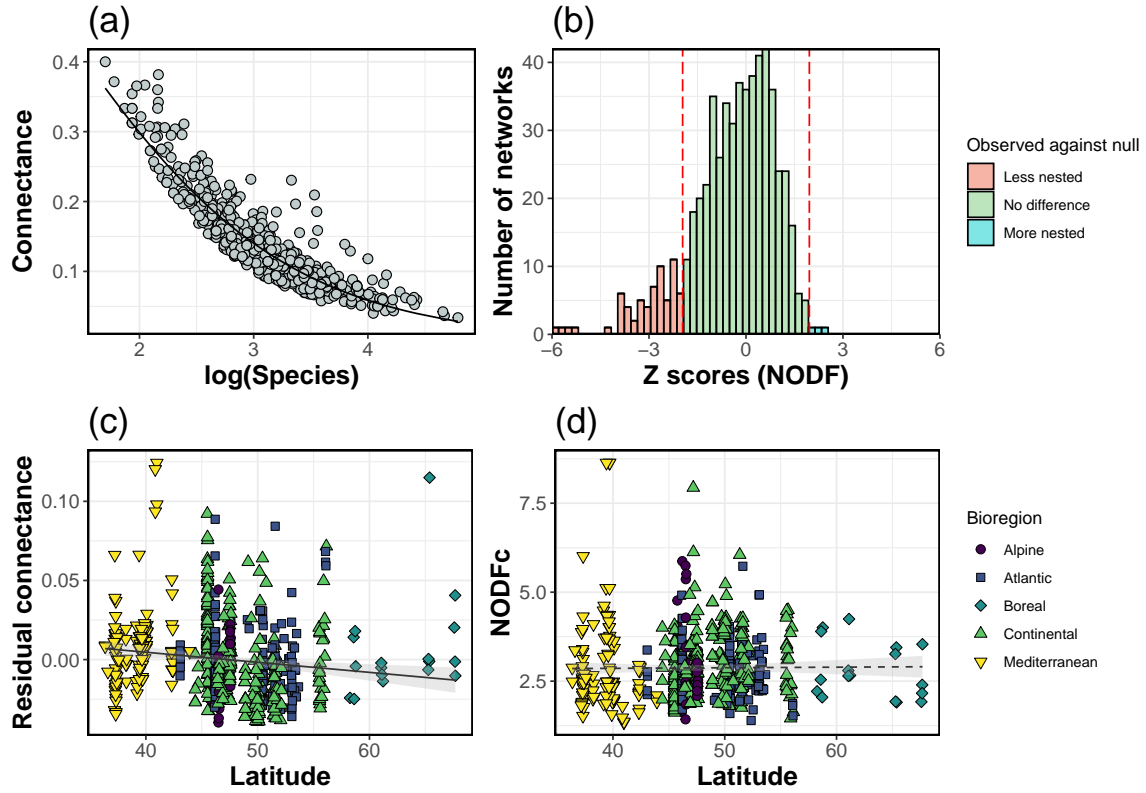 (a)
0.4
0.3
0.2
0.1
Connectance
2
3
4
log(Species)
(b)
40
30
20
10
0
Number of networks
−6
−3
0
3
6
Z scores (NODF)
Observed against null
Less nested
No difference
More nested
(c)
0.10
0.05
0.00
Residual connectance
40
50
60
Latitude
(d)
7.5
5.0
2.5
NODFc
40
50
60
Latitude
Bioregion
Alpine
Atlantic
Boreal
Continental
Mediterranean